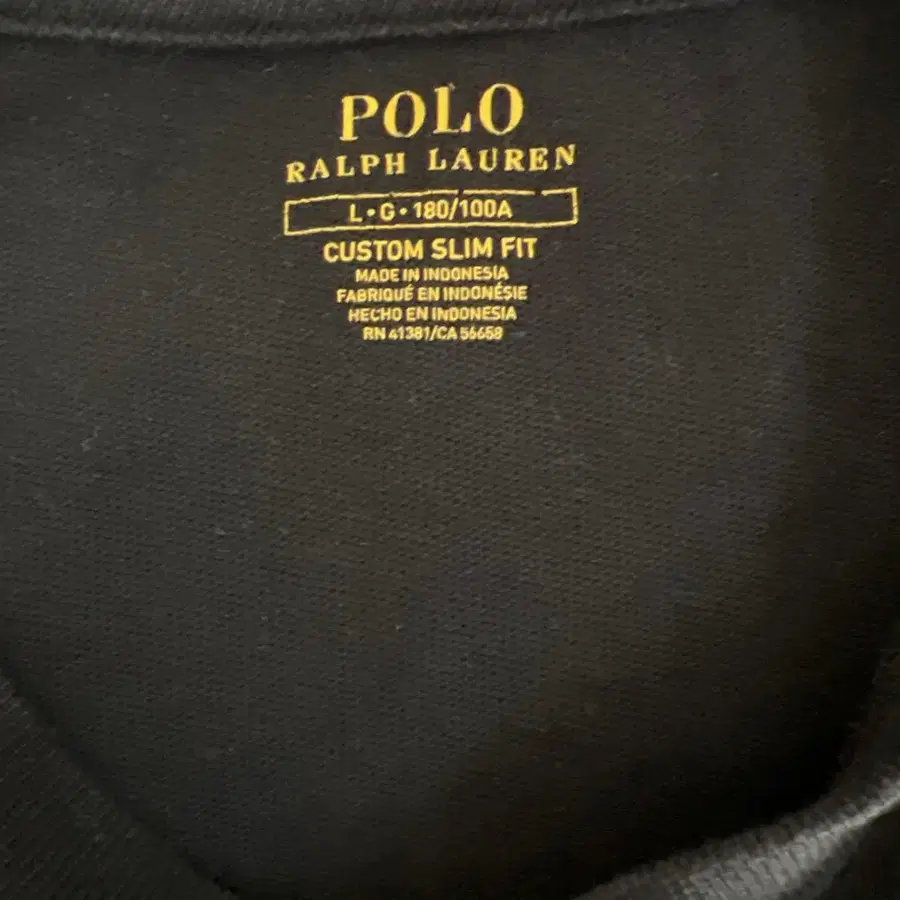 POLO
RALPH LAUREN
L•G•180/100A
CUSTOM SLIM FIT
MADE IN INDONESIA
FABRIQUÉ EN INDONÉSIE
HECHO EN INDONESIA
RN 41381/CA 56658